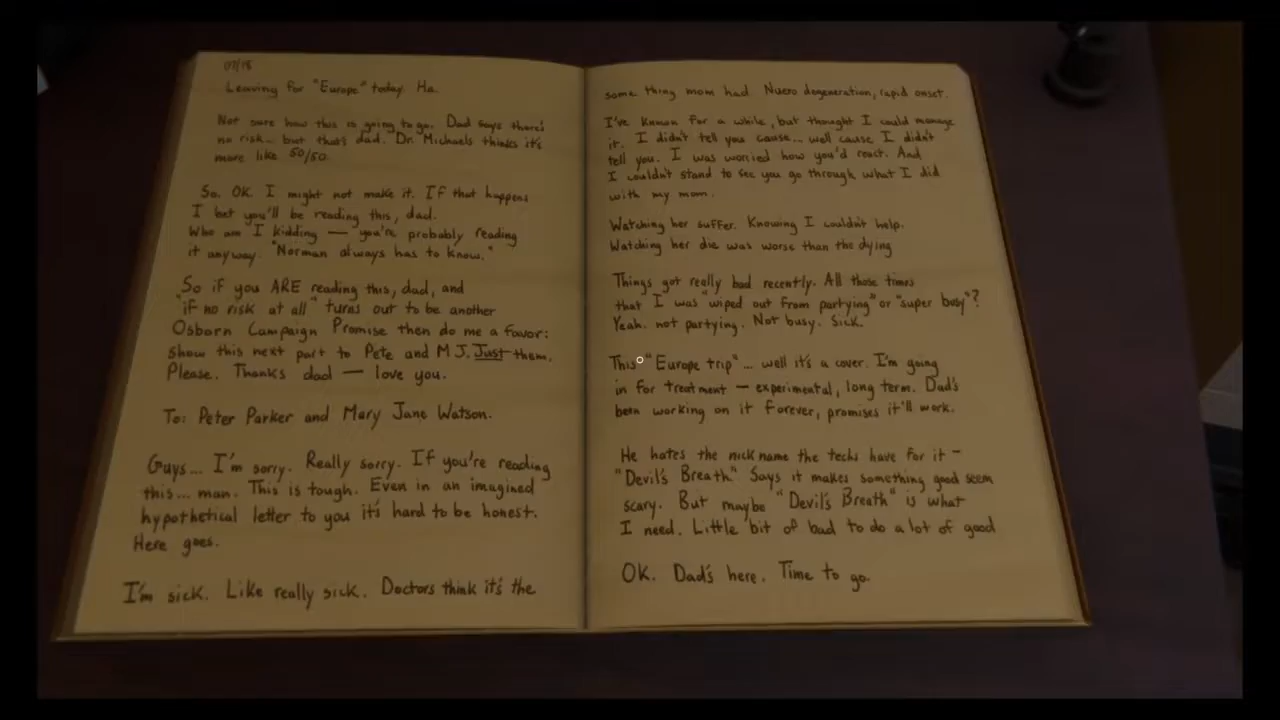 07/18
Leaving for "Europe" today. Ha.
Not sure how this is going to go. Dad says there's
no risk... but that's dad. Dr. Michaels thinks it's
more like 50/50.
So. OK. I might not make it. If that happens
I bet you'll be reading this, dad.
Who am I kidding — you're probably reading
it anyway. "Norman always has to know."
So if you ARE reading this, dad, and
"if no risk at all" turns out to be another
Osborn Campaign Promise then do me a favor:
show this next part to Pete and MJ. Just them.
Please. Thanks dad — love you.
To: Peter Parker and Mary Jane Watson.
Guys... I'm sorry. Really sorry. If you're reading
this... man. This is tough. Even in an imagined
hypothetical letter to you it's hard to be honest.
Here goes.
I'm sick. Like really sick. Doctors think it's the
some thing mom had Nuero degeneration, rapid onset.
I've known for a while, but thought I could manage
it. I didn't tell you cause... well cause I didn't
tell you. I was worried how you'd react. And
I couldn't stand to see you go through what I did
with my mom.
Watching her suffer. Knowing I couldn't help.
Watching her die was worse than the dying
Things got really bad recently. All those times
that I was "wiped out from partying" or "super busy"?
Yeah. not partying. Not busy. Sick.
This "Europe trip" ... well it's a cover. I'm going
in for treatment — experimental, long term. Dad's
been working on it forever, promises it'll work.
He hates the nickname the techs have for it -
"Devil's Breath". Says it makes something good seem
scary. But maybe "Devil's Breath" is what
I need. Little bit of bad to do a lot of good
OK. Dad's here. Time to go.